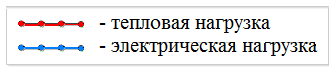 - тепловая нагрузка
- электрическая нагрузка